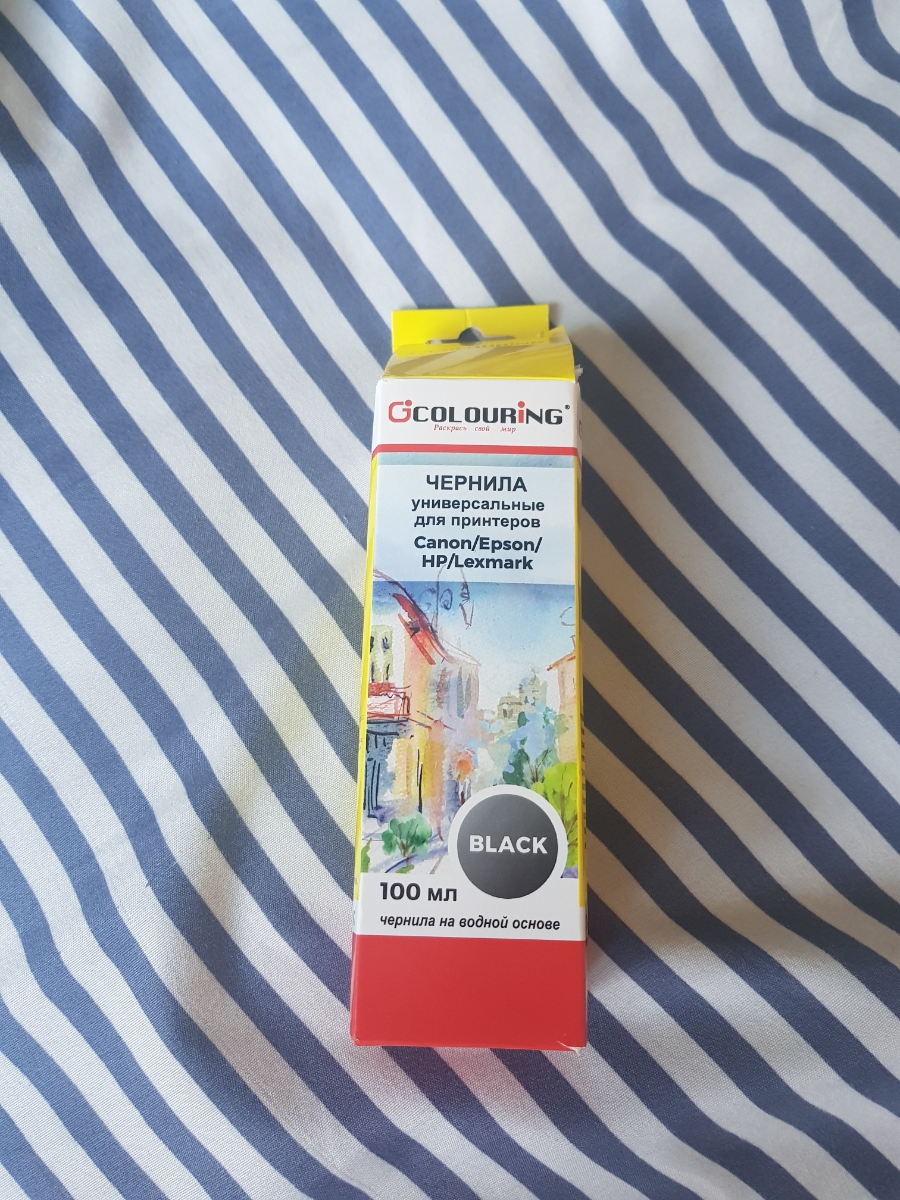 COLOURING®
Раскрась свой мир
ЧЕРНИЛА
универсальные
для принтеров
Canon/Epson/
HP/Lexmark
BLACK
100 мл
чернила на водной основе